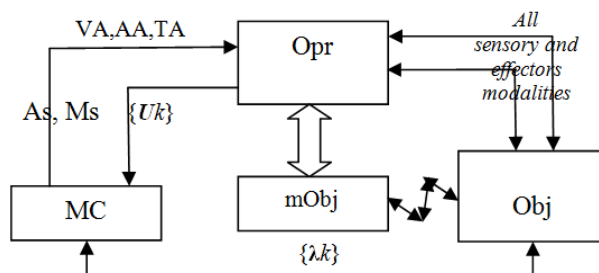 VA,AA,TA
Opr
All
sensory and
effectors
modalities
As, Ms
{Uk}
MC
mObj
Obj
{λk}